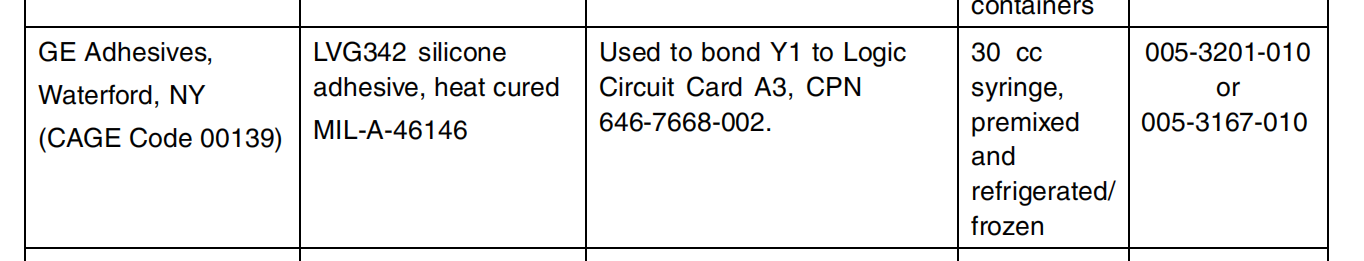 containers
GE Adhesives,
Waterford, NY
(CAGE Code 00139)
LVG342 silicone
adhesive, heat cured
MIL-A-46146
Used to bond Y1 to Logic
Circuit Card A3, CPN
646-7668-002.
30 cc
syringe,
premixed
and
refrigerated/
frozen
005-3201-010
or
005-3167-010